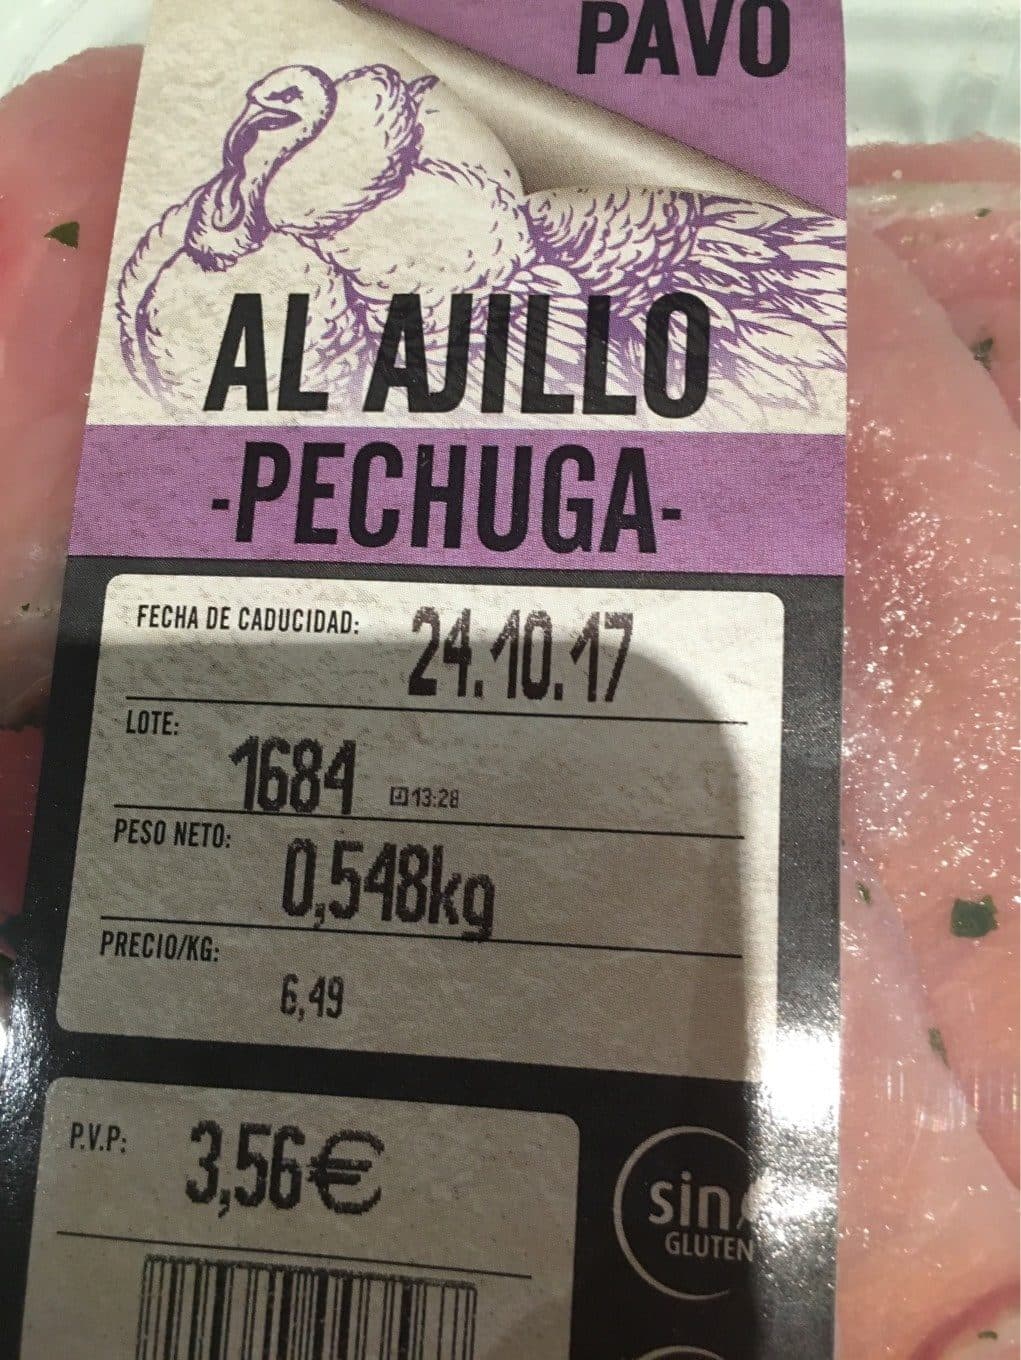 PAVO
AL AJILLO
-PECHUGA-
FECHA DE CADUCIDAD: 24.10.17
LOTE: 1684 13:28
PESO NETO: 0,548kg
PRECIO/KG: 6,49
P.V.P: 3,56€
sin
GLUTEN